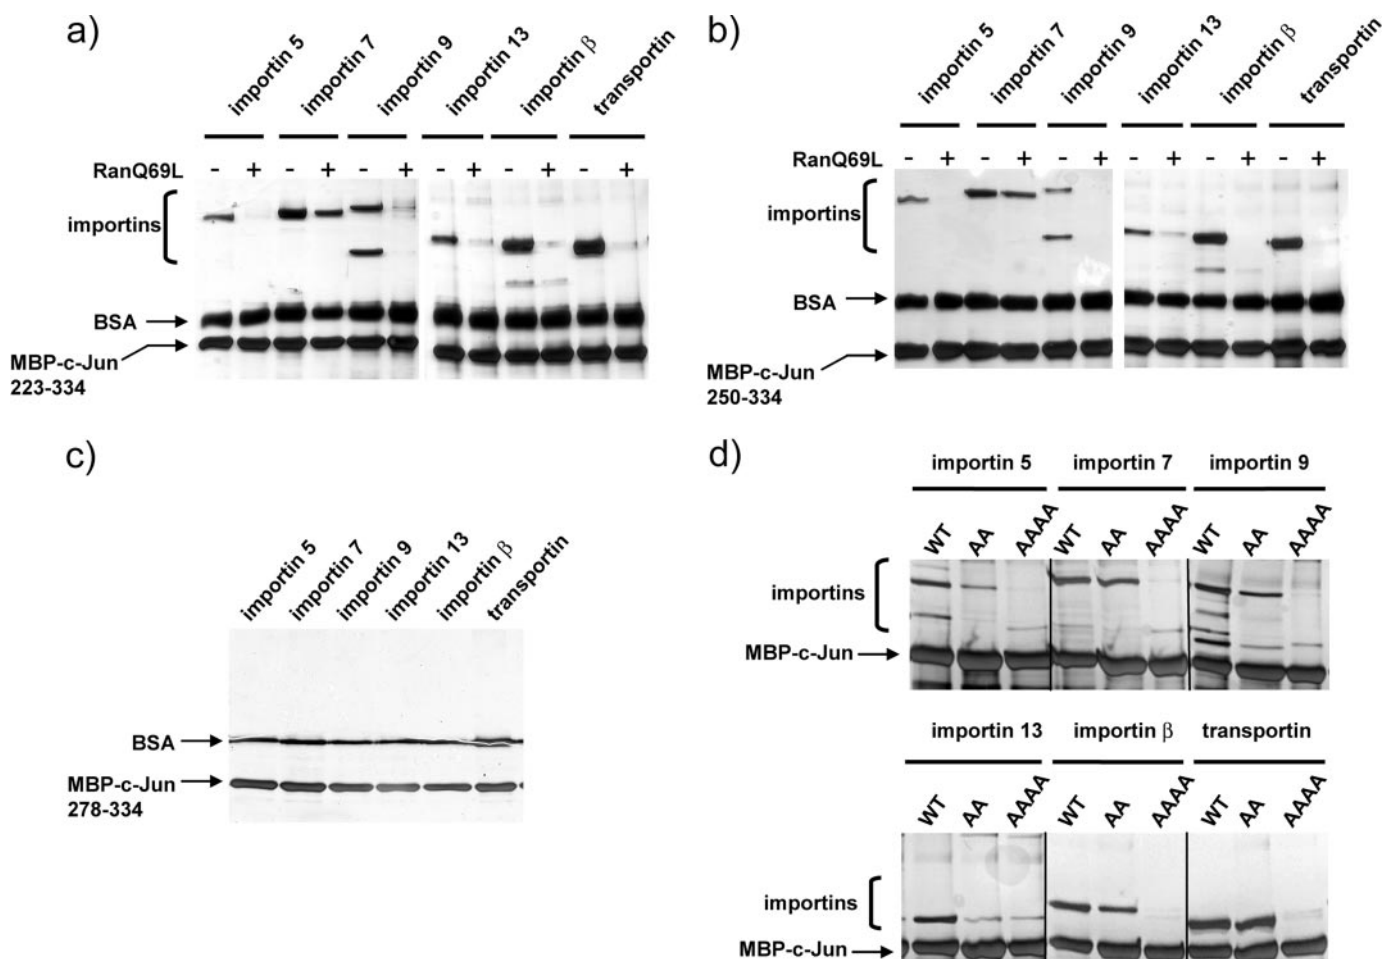 a)
importin 5
importin 7
importin 9
importin 13
importin β
transportin
RanQ69L - + - + - + - + - + - +
importins
BSA
MBP-c-Jun
223-334
b)
importin 5
importin 7
importin 9
importin 13
importin β
transportin
RanQ69L - + - + - + - + - + - +
importins
BSA
MBP-c-Jun
250-334
c)
importin 5
importin 7
importin 9
importin 13
importin β
transportin
BSA
MBP-c-Jun
278-334
d)
importin 5 importin 7 importin 9
WT AA AAAA WT AA AAAA WT AA AAAA
importins
MBP-c-Jun
importin 13 importin β transportin
WT AA AAAA WT AA AAAA WT AA AAAA
importins
MBP-c-Jun